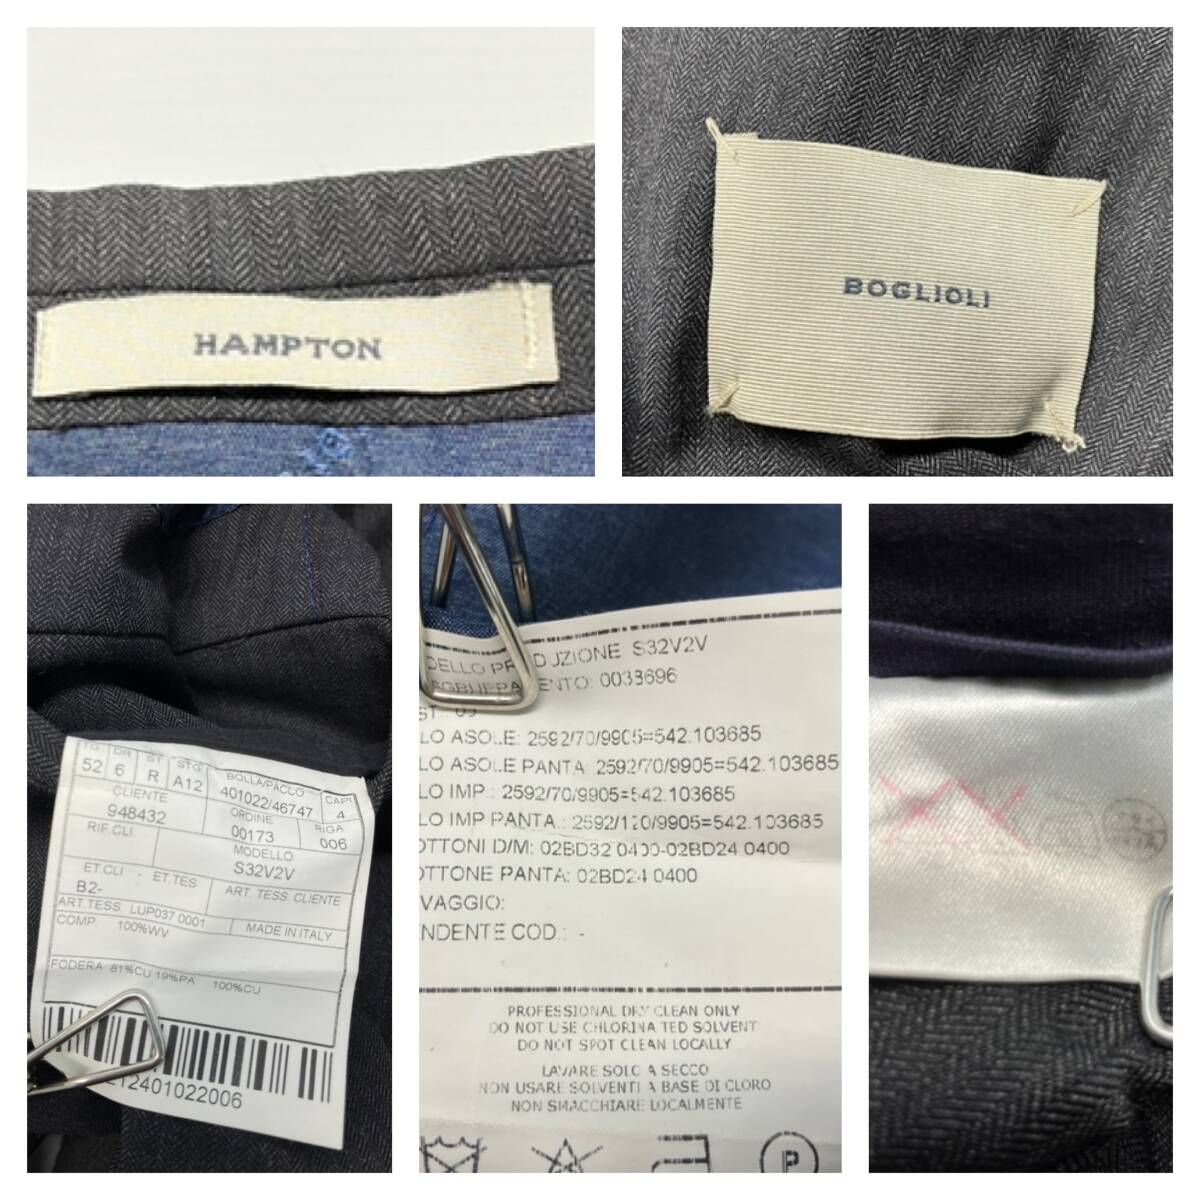 HAMPTON
BOGLIOLI
TG DR ST STG BOLLA/PACCO CAPI
52 6 R A12 401022/46747 4
CLIENTE ORDINE RIGA
948432 00173 006
RIF.CLI. MODELLO
S32V2V
ET.CLI - ET.TES ART. TESS. CLIENTE
B2-
ART.TESS. LUP037 0001 MADE IN ITALY
COMP. 100%WV
FODERA 81%CU 19%PA 100%CU
12401022006
S32V2V
0033696
LO ASOLE: 2592/70/9905=542.103685
LO ASOLE PANTA: 2592/70/9905=542.103685
LO IMP.: 2592/70/9905=542.103685
LO IMP PANTA.: 2592/120/9905=542.103685
OTTONI D/M: 02BD32 0400-02BD24 0400
OTTONE PANTA: 02BD24 0400
VAGGIO:
ENDENTE COD.: -
PROFESSIONAL DRY CLEAN ONLY
DO NOT USE CHLORINATED SOLVENT
DO NOT SPOT CLEAN LOCALLY
LAVARE SOLO A SECCO
NON USARE SOLVENTI A BASE DI CLORO
NON SMACCHIARE LOCALMENTE
P